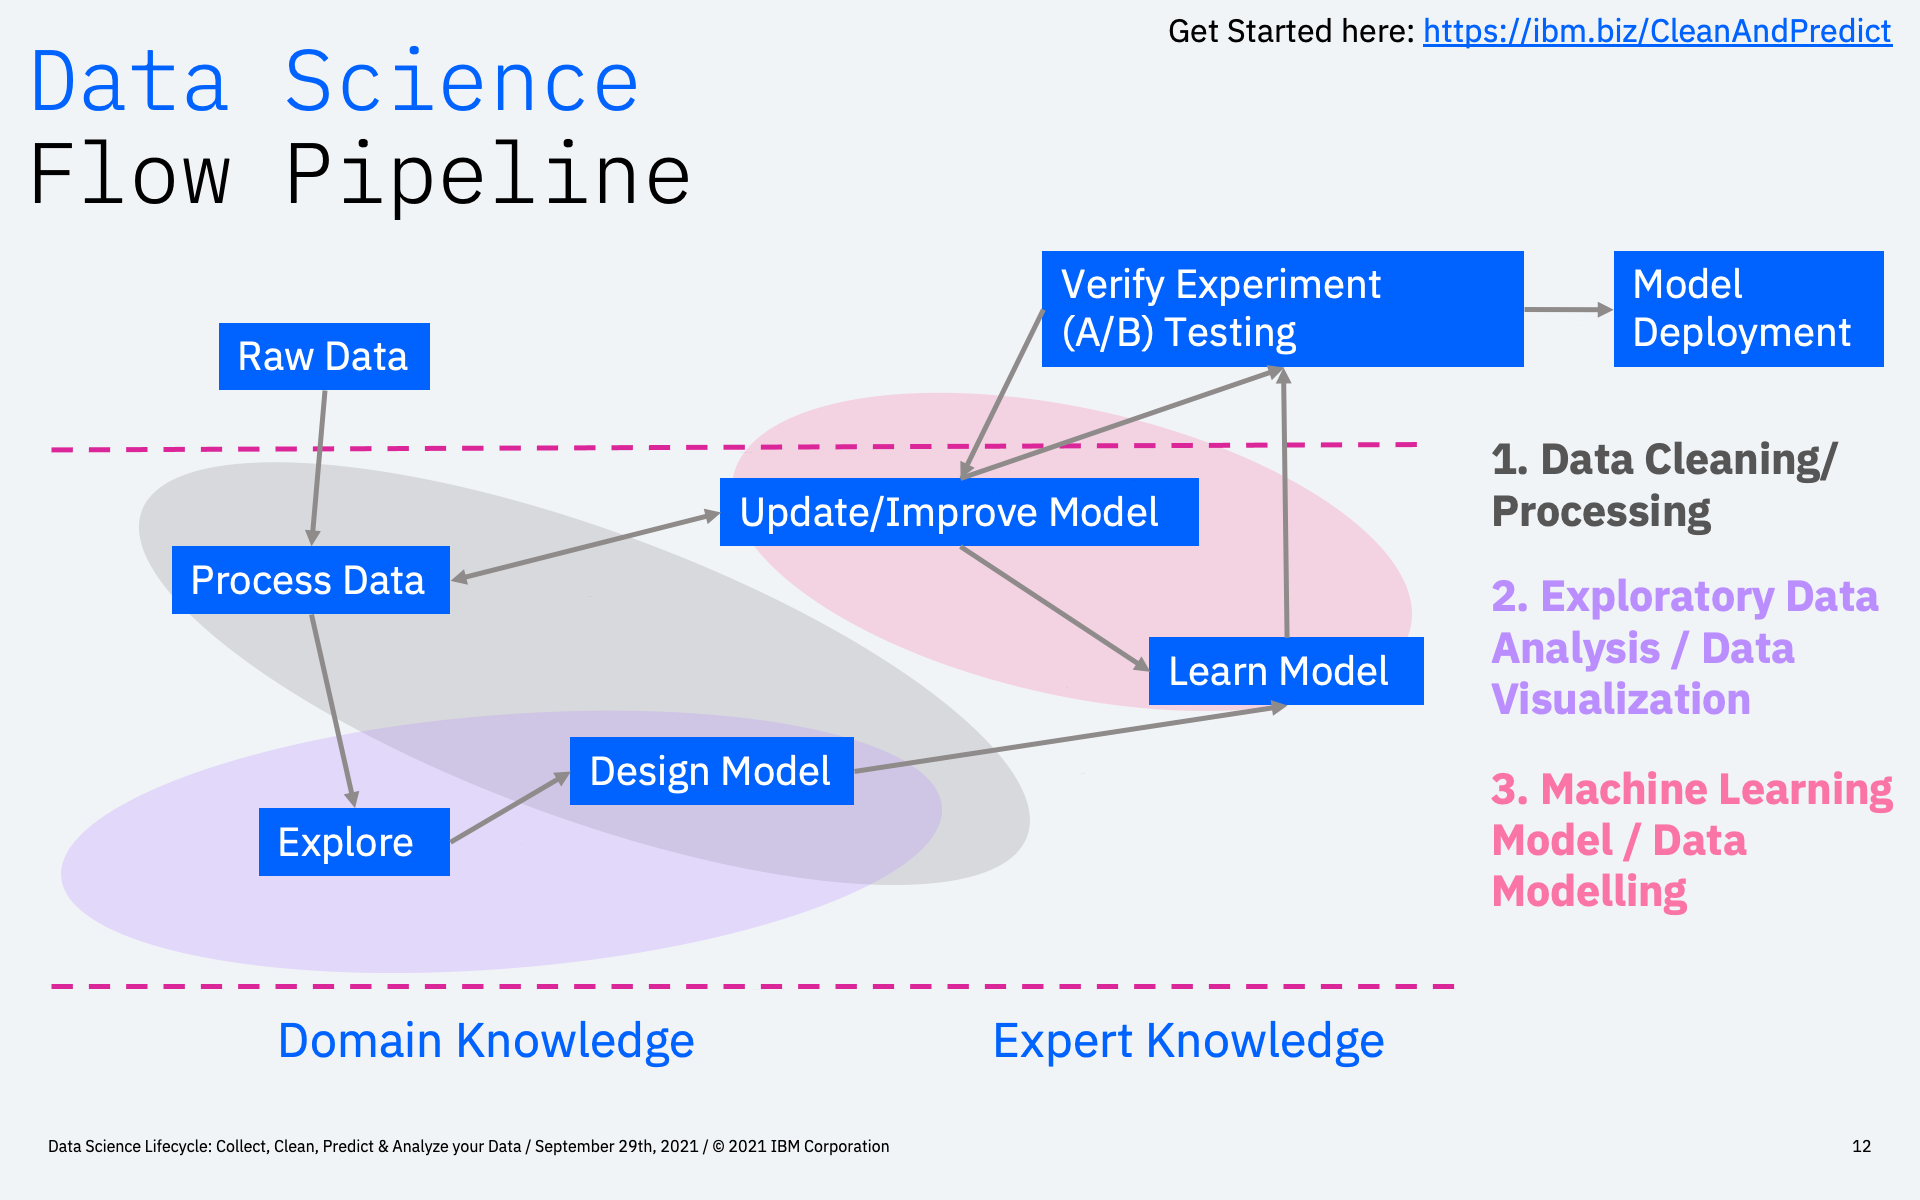 Get Started here: https://ibm.biz/CleanAndPredict
Data Science
Flow Pipeline
Verify Experiment
(A/B) Testing
Model
Deployment
Raw Data
Update/Improve Model
Process Data
Learn Model
Design Model
Explore
1. Data Cleaning/
Processing
2. Exploratory Data
Analysis / Data
Visualization
3. Machine Learning
Model / Data
Modelling
Domain Knowledge
Expert Knowledge
Data Science Lifecycle: Collect, Clean, Predict & Analyze your Data / September 29th, 2021 / © 2021 IBM Corporation
12